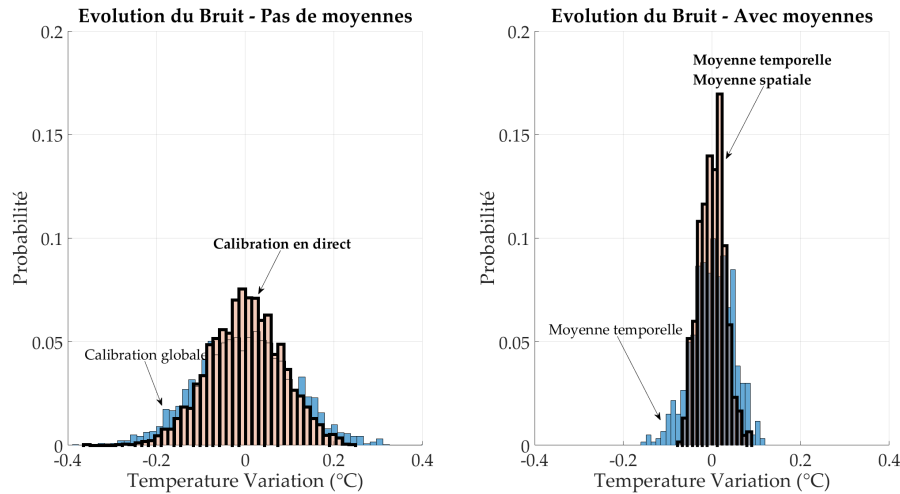 Evolution du Bruit - Pas de moyennes
0.2
0.15
0.1
0.05
0
Probabilité
Calibration en direct
Calibration globale
-0.4
-0.2
0
0.2
0.4
Temperature Variation (°C)
Evolution du Bruit - Avec moyennes
0.2
0.15
0.1
0.05
0
Probabilité
Moyenne temporelle
Moyenne spatiale
Moyenne temporelle
-0.4
-0.2
0
0.2
0.4
Temperature Variation (°C)